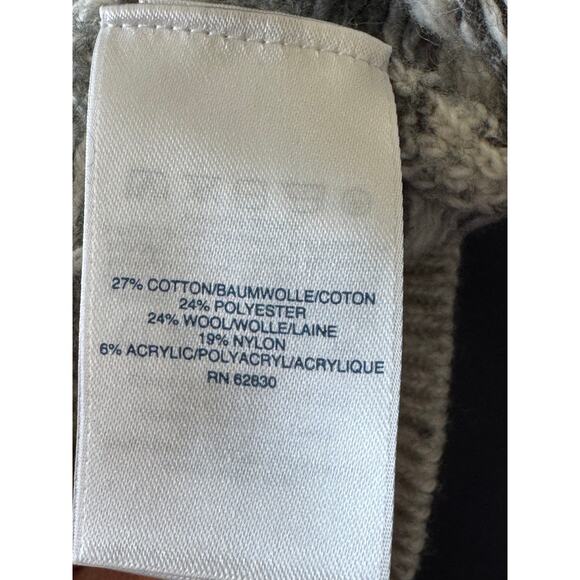 27% COTTON/BAUMWOLLE/COTON
24% POLYESTER
24% WOOL/WOLLE/LAINE
19% NYLON
6% ACRYLIC/POLYACRYL/ACRYLIQUE
RN 62830